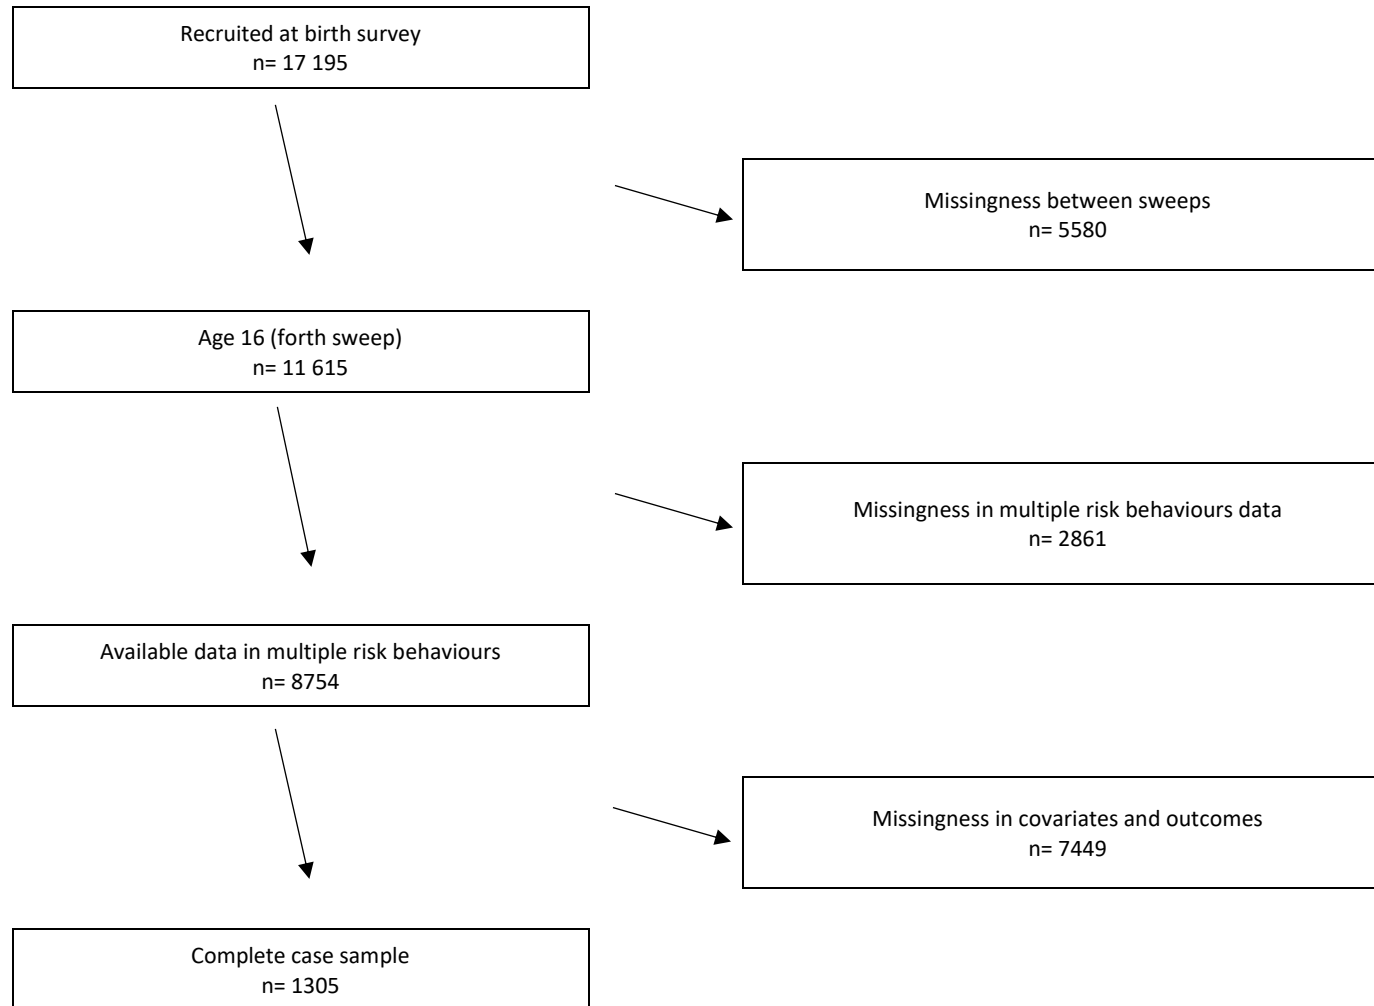 Recruited at birth survey
n= 17 195
Missingness between sweeps
n= 5580
Age 16 (forth sweep)
n= 11 615
Missingness in multiple risk behaviours data
n= 2861
Available data in multiple risk behaviours
n= 8754
Missingness in covariates and outcomes
n= 7449
Complete case sample
n= 1305